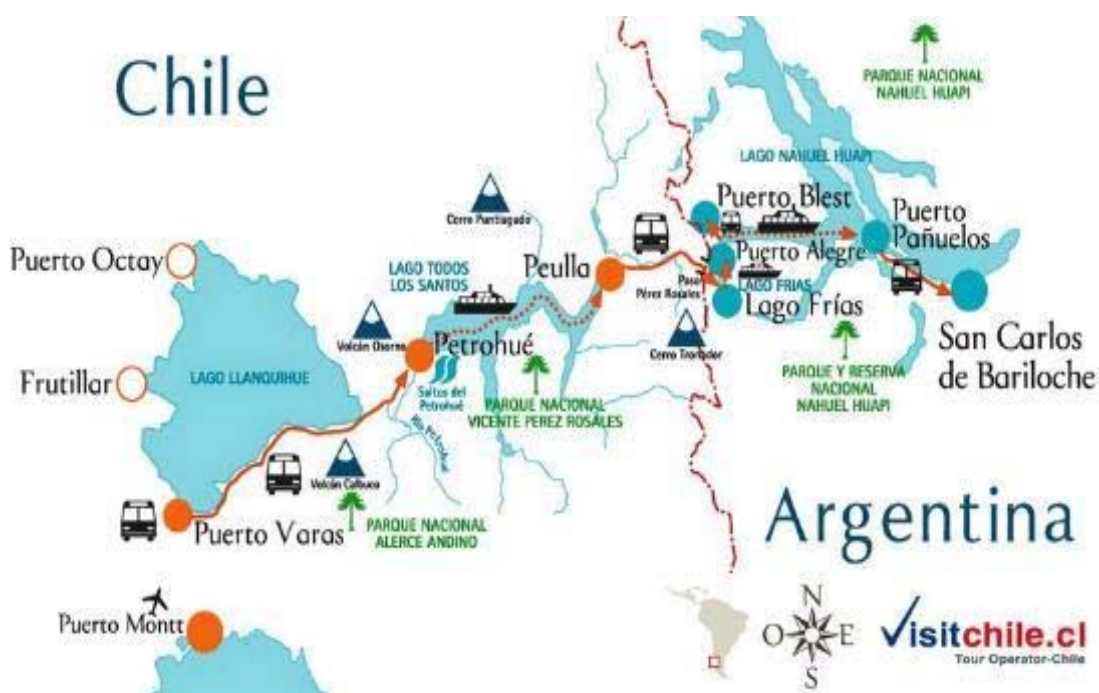 Chile
PARQUE NACIONAL
NAHUEL HUAPI
LAGO NAHUEL HUAPI
Cerro Puntiagudo
Puerto Blest
Puerto
Pañuelos
Puerto Octay
LAGO TODOS
LOS SANTOS
Peulla
Puerto Alegre
Paso
Pérez Rosales
LAGO FRIAS
Lago Frías
Volcán Osorno
Petrohué
Cerro Tronador
San Carlos
de Bariloche
Frutillar
LAGO LLANQUIHUE
Saltos del
Petrohué
PARQUE NACIONAL
VICENTE PEREZ ROSALES
PARQUE Y RESERVA
NACIONAL
NAHUEL HUAPI
Río Petrohué
Volcán Calbuco
Puerto Varas
PARQUE NACIONAL
ALERCE ANDINO
Argentina
Puerto Montt
N
O E
S
Visitchile.cl
Tour Operator-Chile